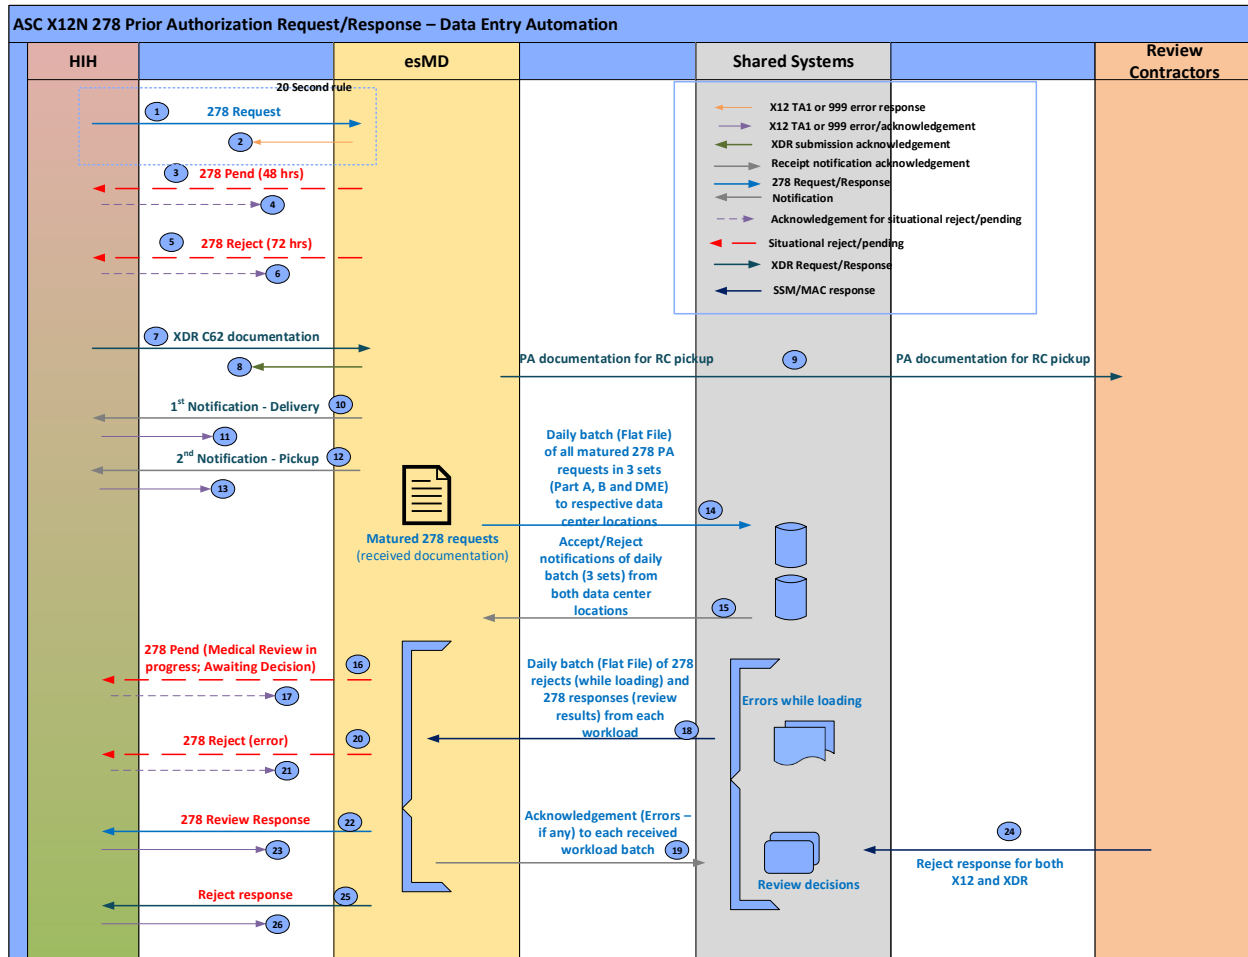 ASC X12N 278 Prior Authorization Request/Response – Data Entry Automation
HIH
esMD
Shared Systems
Review
Contractors
20 Second rule
1
278 Request
2
3
278 Pend (48 hrs)
4
5
278 Reject (72 hrs)
6
X12 TA1 or 999 error response
X12 TA1 or 999 error/acknowledgement
XDR submission acknowledgement
Receipt notification acknowledgement
278 Request/Response
Notification
Acknowledgement for situational reject/pending
Situational reject/pending
XDR Request/Response
SSM/MAC response
7
XDR C62 documentation
8
PA documentation for RC pickup
9
PA documentation for RC pickup
1st Notification - Delivery
10
11
2nd Notification - Pickup
12
13
Matured 278 requests
(received documentation)
Daily batch (Flat File)
of all matured 278 PA
requests in 3 sets
(Part A, B and DME)
to respective data
center locations
14
Accept/Reject
notifications of daily
batch (3 sets) from
both data center
locations
15
278 Pend (Medical Review in
progress; Awaiting Decision)
16
17
Daily batch (Flat File) of 278
rejects (while loading) and
278 responses (review
results) from each
workload
18
Errors while loading
278 Reject (error)
20
21
278 Review Response
22
23
Acknowledgement (Errors –
if any) to each received
workload batch
19
Review decisions
24
Reject response for both
X12 and XDR
Reject response
25
26